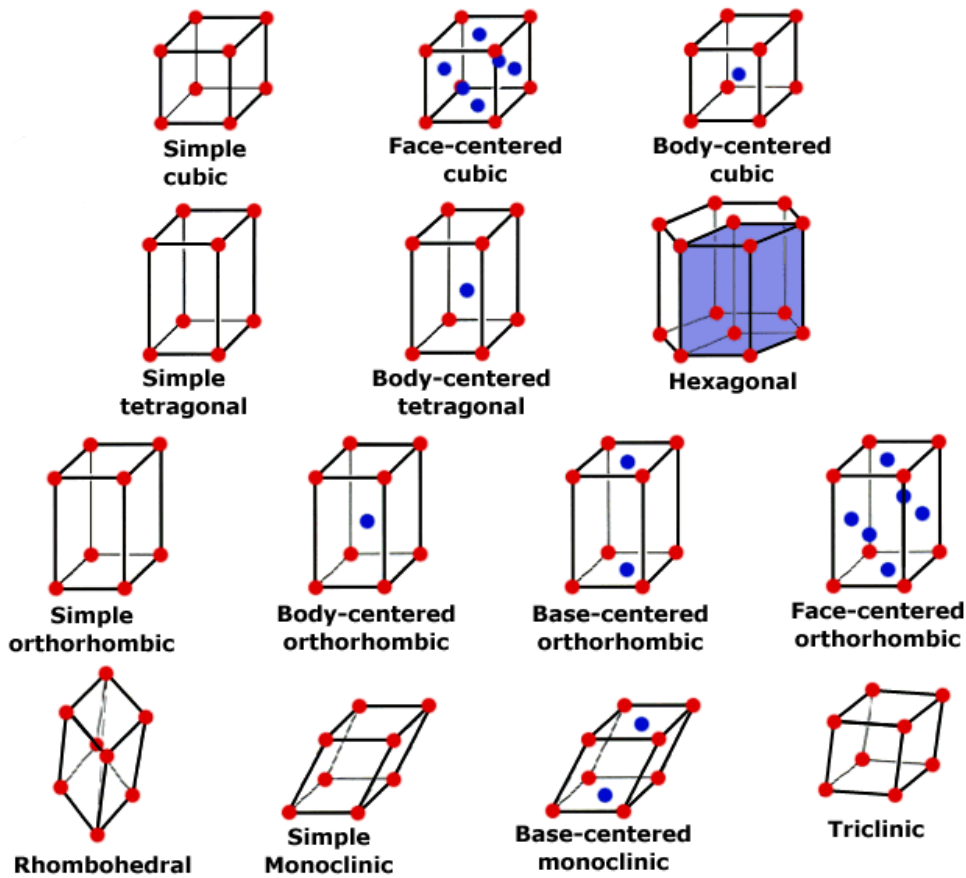 Simple
cubic
Face-centered
cubic
Body-centered
cubic
Simple
tetragonal
Body-centered
tetragonal
Hexagonal
Simple
orthorhombic
Body-centered
orthorhombic
Base-centered
orthorhombic
Face-centered
orthorhombic
Rhombohedral
Simple
Monoclinic
Base-centered
monoclinic
Triclinic